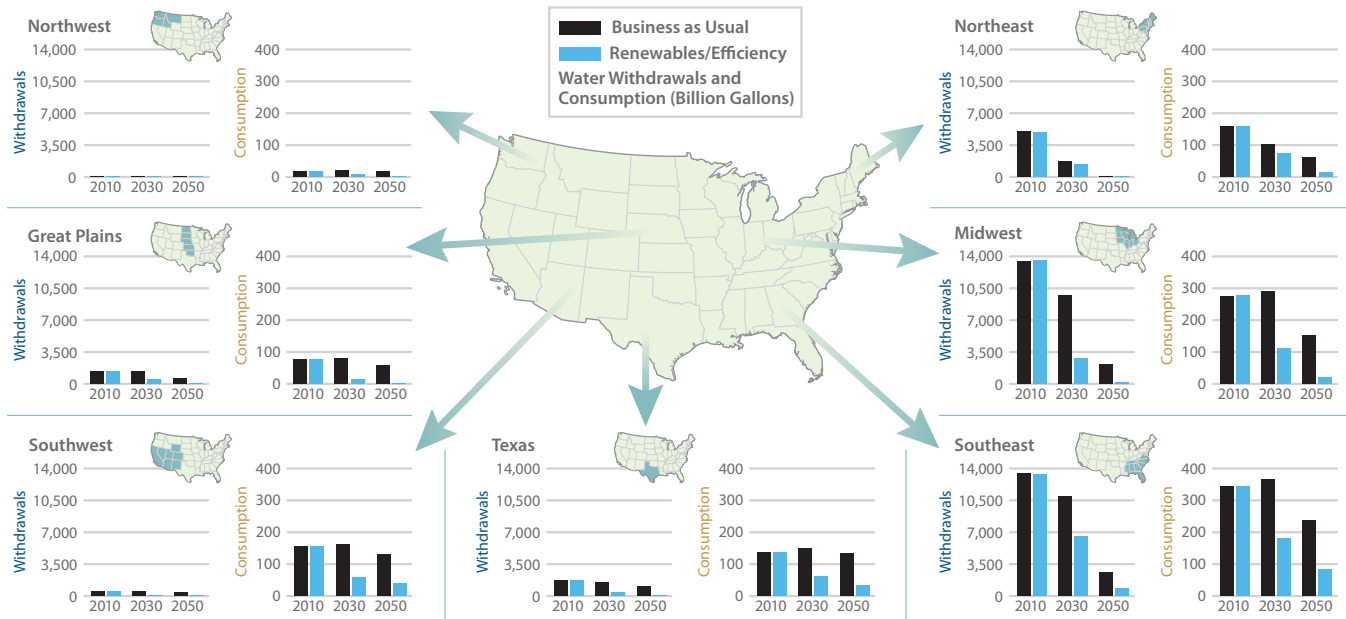 Business as Usual
Renewables/Efficiency
Water Withdrawals and
Consumption (Billion Gallons)
Northwest
Withdrawals
14,000
10,500
7,000
3,500
0
2010 2030 2050
Consumption
400
300
200
100
0
2010 2030 2050
Northeast
Withdrawals
14,000
10,500
7,000
3,500
0
2010 2030 2050
Consumption
400
300
200
100
0
2010 2030 2050
Great Plains
Withdrawals
14,000
10,500
7,000
3,500
0
2010 2030 2050
Consumption
400
300
200
100
0
2010 2030 2050
Midwest
Withdrawals
14,000
10,500
7,000
3,500
0
2010 2030 2050
Consumption
400
300
200
100
0
2010 2030 2050
Southwest
Withdrawals
14,000
10,500
7,000
3,500
0
2010 2030 2050
Consumption
400
300
200
100
0
2010 2030 2050
Texas
Withdrawals
14,000
10,500
7,000
3,500
0
2010 2030 2050
Consumption
400
300
200
100
0
2010 2030 2050
Southeast
Withdrawals
14,000
10,500
7,000
3,500
0
2010 2030 2050
Consumption
400
300
200
100
0
2010 2030 2050